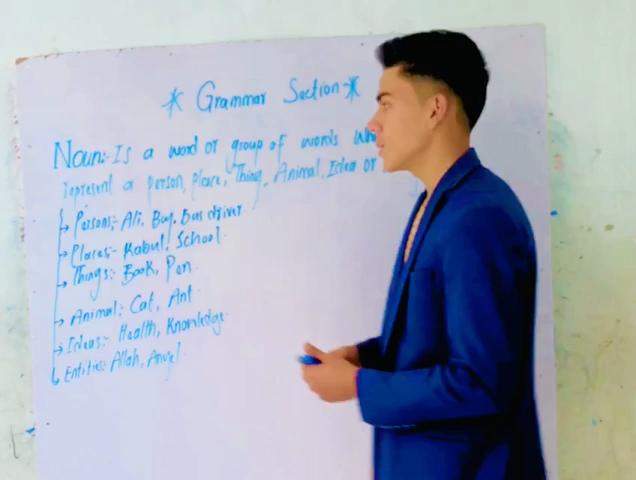 * Grammar Section:*
Noun:- Is a word or group of words
represent a person, place, Thing, Animal, Idea or
Persons:- Ali, Boy, Bus driver
Places:- Kabul, School
Things:- Book, Pen
Animal: Cat, Ant
Ideas:- Health, Knowledge
Entities: Allah, Angel